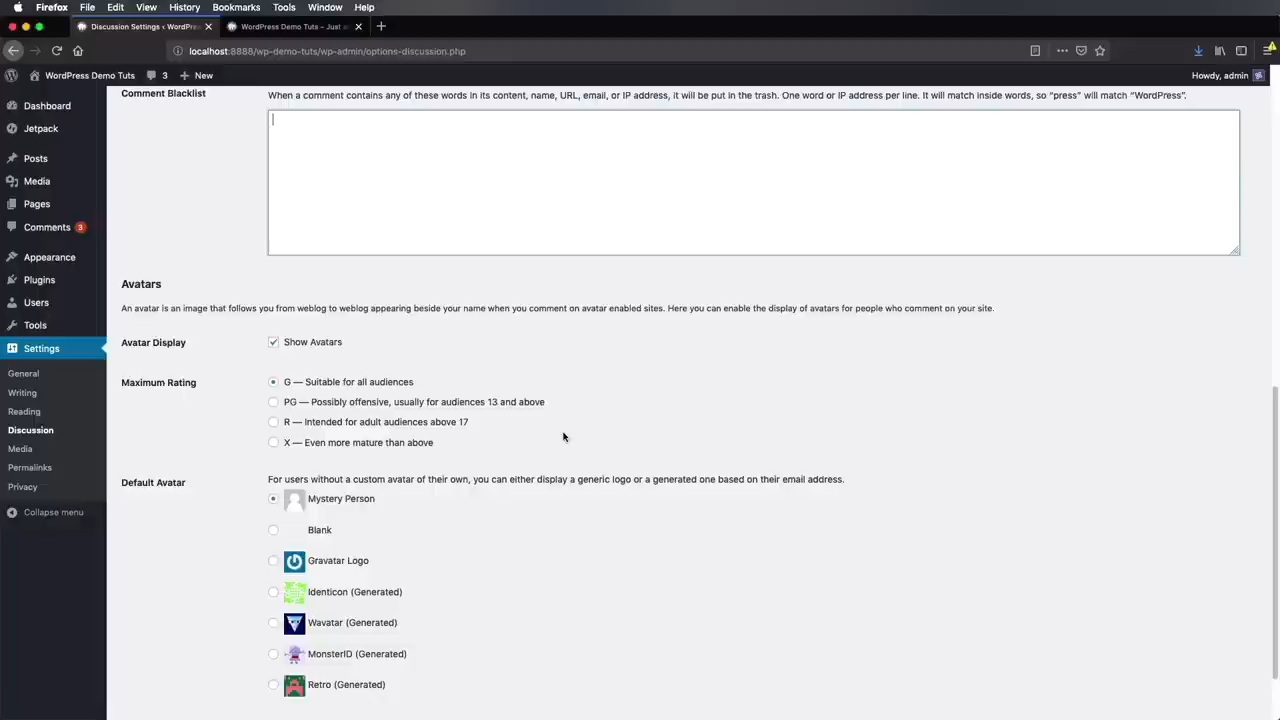 Firefox File Edit View History Bookmarks Tools Window Help
Discussion Settings ‹ WordPre
WordPress Demo Tuts – Just a
localhost:8888/wp-demo-tuts/wp-admin/options-discussion.php
WordPress Demo Tuts 3 New Howdy, admin
Dashboard
Jetpack
Posts
Media
Pages
Comments 3
Appearance
Plugins
Users
Tools
Settings
General
Writing
Reading
Discussion
Media
Permalinks
Privacy
Collapse menu
Comment Blacklist
When a comment contains any of these words in its content, name, URL, email, or IP address, it will be put in the trash. One word or IP address per line. It will match inside words, so “press” will match “WordPress”.
Avatars
An avatar is an image that follows you from weblog to weblog appearing beside your name when you comment on avatar enabled sites. Here you can enable the display of avatars for people who comment on your site.
Avatar Display
Show Avatars
Maximum Rating
G — Suitable for all audiences
PG — Possibly offensive, usually for audiences 13 and above
R — Intended for adult audiences above 17
X — Even more mature than above
Default Avatar
For users without a custom avatar of their own, you can either display a generic logo or a generated one based on their email address.
Mystery Person
Blank
Gravatar Logo
Identicon (Generated)
Wavatar (Generated)
MonsterID (Generated)
Retro (Generated)